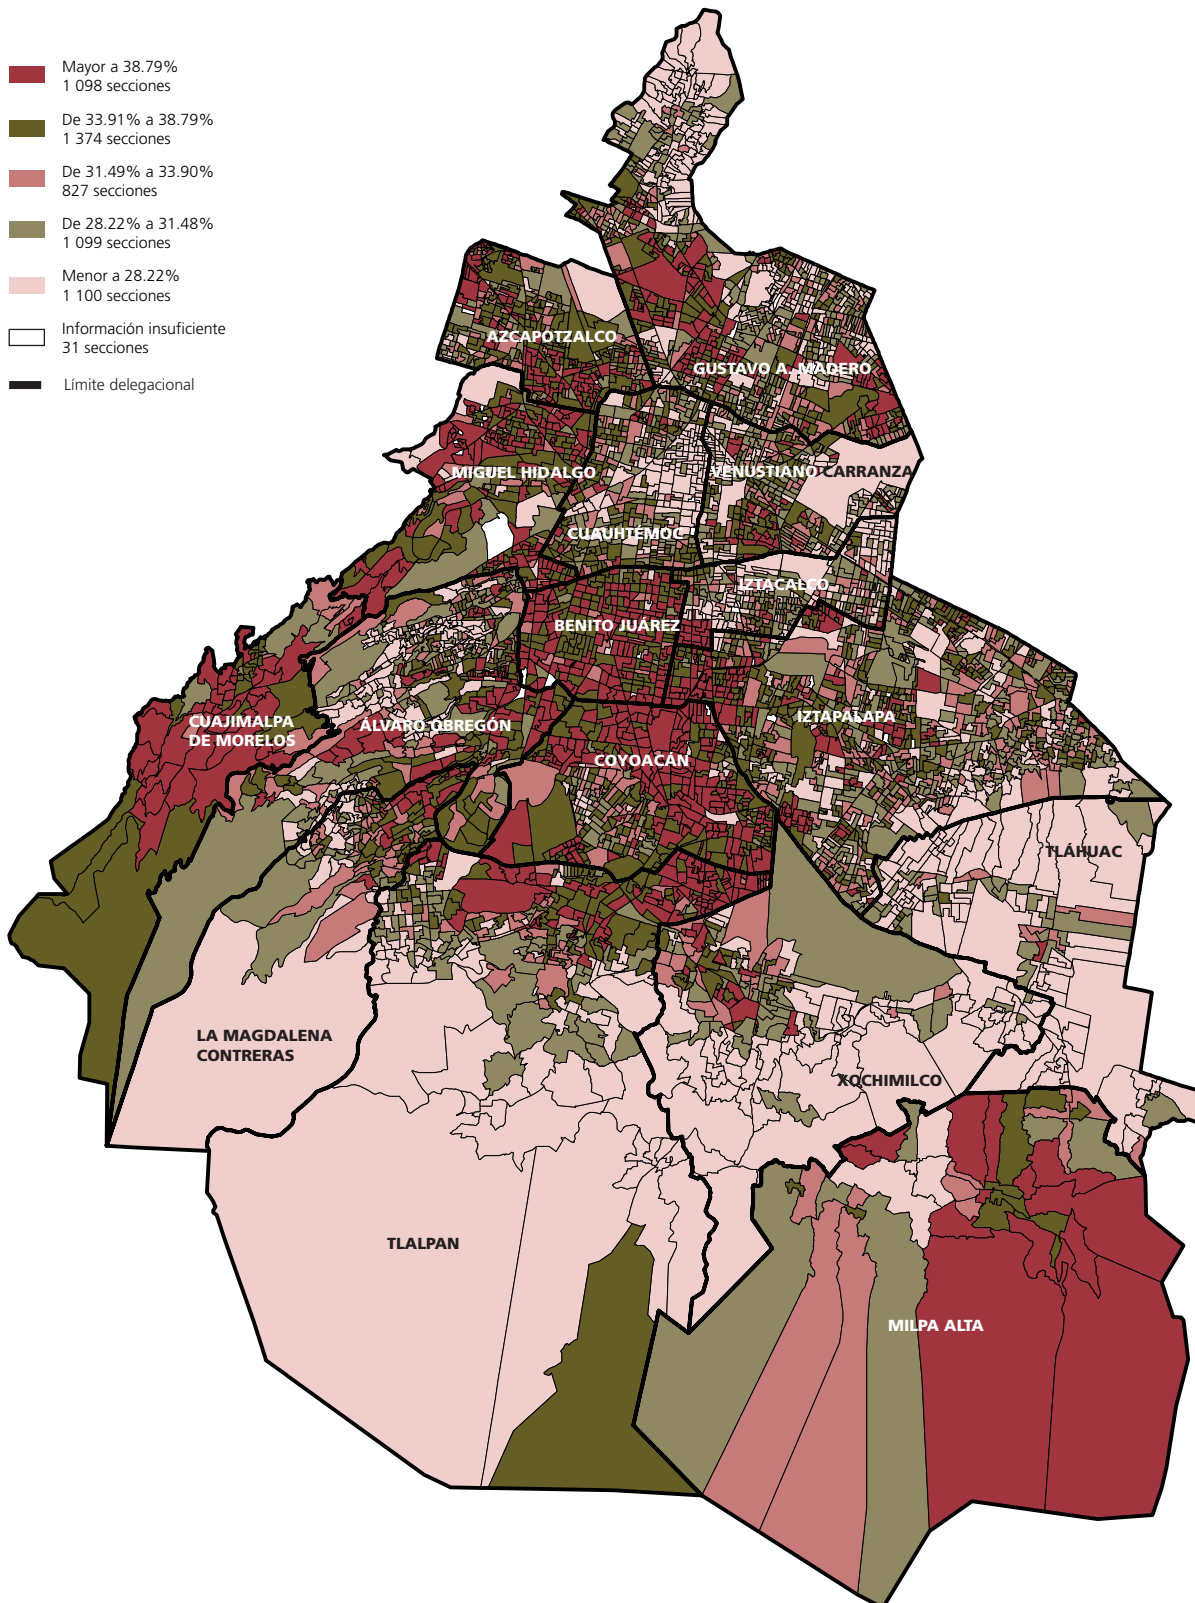 Mayor a 38.79%
1 098 secciones
De 33.91% a 38.79%
1 374 secciones
De 31.49% a 33.90%
827 secciones
De 28.22% a 31.48%
1 099 secciones
Menor a 28.22%
1 100 secciones
Información insuficiente
31 secciones
Límite delegacional
AZCAPOTZALCO
GUSTAVO A. MADERO
MIGUEL HIDALGO
VENUSTIANO CARRANZA
CUAUHTÉMOC
IZTACALCO
BENITO JUÁREZ
CUAJIMALPA
DE MORELOS
ÁLVARO OBREGÓN
IZTAPALAPA
COYOACÁN
TLÁHUAC
LA MAGDALENA
CONTRERAS
XOCHIMILCO
TLALPAN
MILPA ALTA